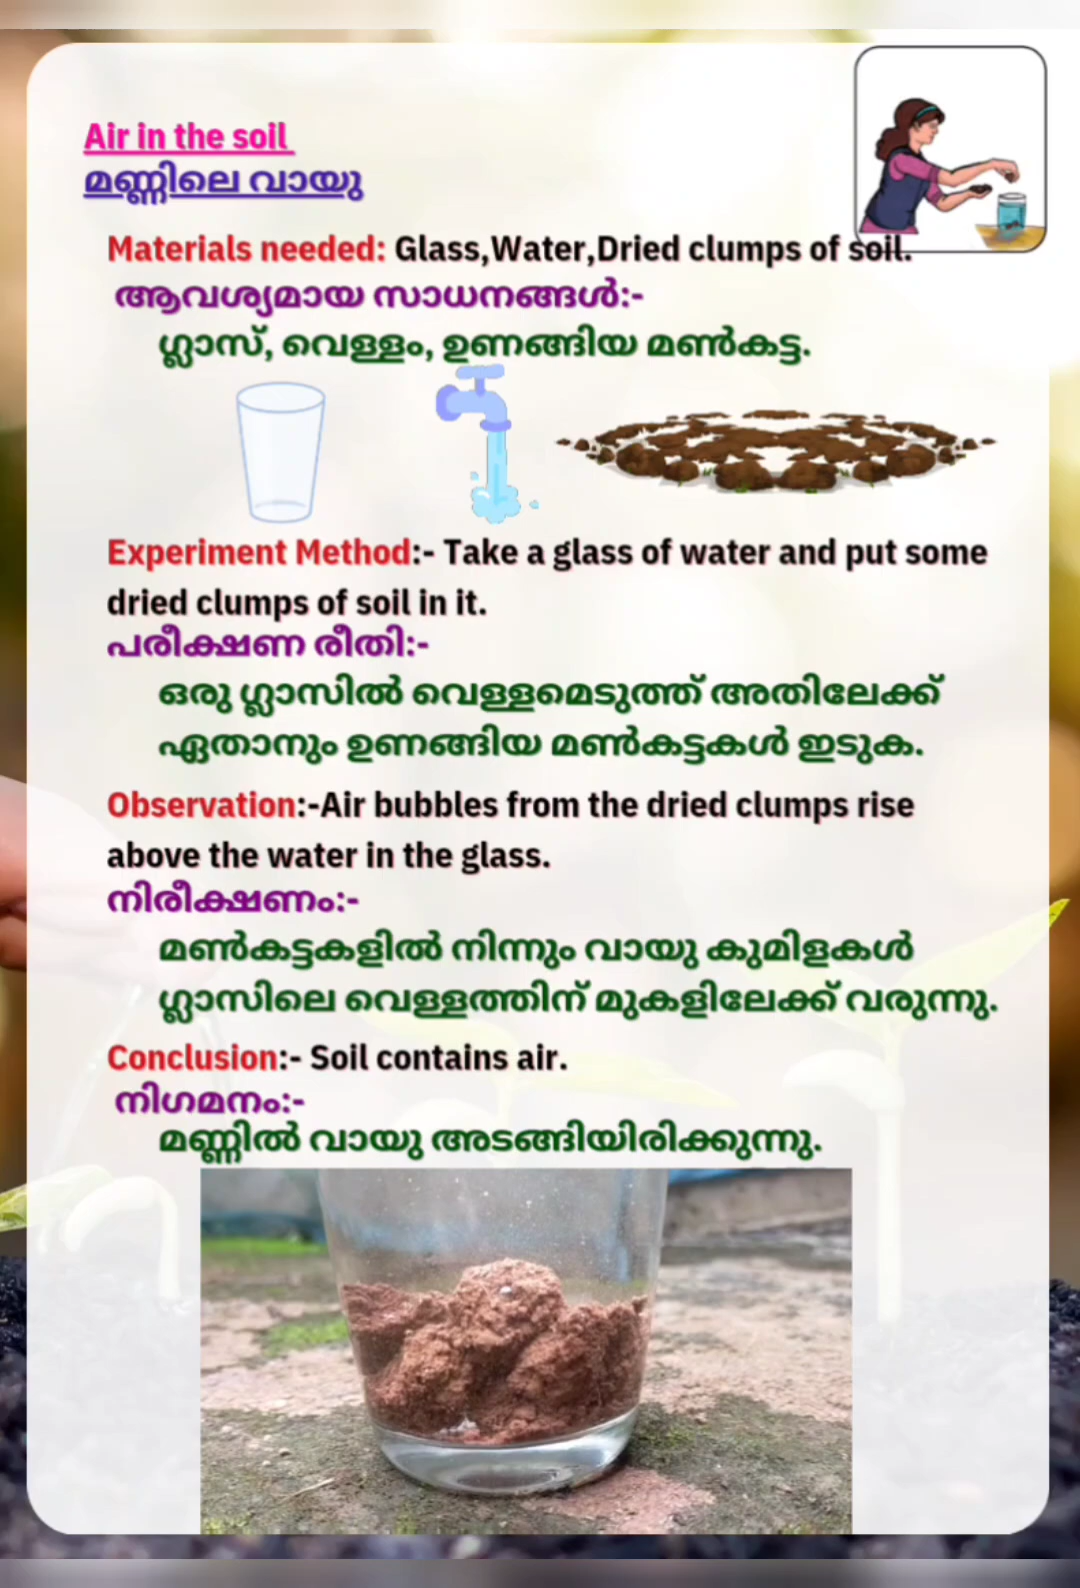 Air in the soil
മണ്ണിലെ വായു
Materials needed: Glass,Water,Dried clumps of soil.
ആവശ്യമായ സാധനങ്ങൾ:-
ഗ്ലാസ്, വെള്ളം, ഉണങ്ങിയ മൺകട്ട.
Experiment Method:- Take a glass of water and put some
dried clumps of soil in it.
പരീക്ഷണ രീതി:-
ഒരു ഗ്ലാസിൽ വെള്ളമെടുത്ത് അതിലേക്ക്
ഏതാനും ഉണങ്ങിയ മൺകട്ടകൾ ഇടുക.
Observation:-Air bubbles from the dried clumps rise
above the water in the glass.
നിരീക്ഷണം:-
മൺകട്ടകളിൽ നിന്നും വായു കുമിളകൾ
ഗ്ലാസിലെ വെള്ളത്തിന് മുകളിലേക്ക് വരുന്നു.
Conclusion:- Soil contains air.
നിഗമനം:-
മണ്ണിൽ വായു അടങ്ങിയിരിക്കുന്നു.